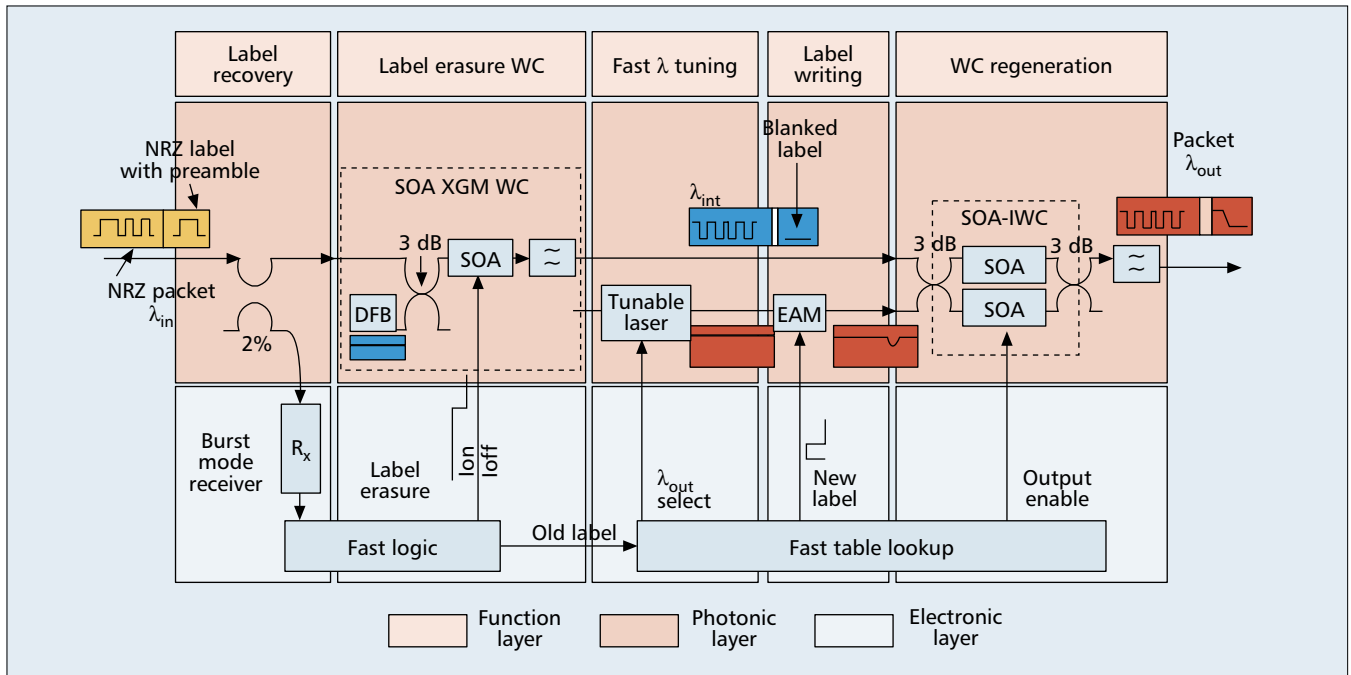 Label
recovery
Label erasure WC
Fast λ tuning
Label
writing
WC regeneration
NRZ label
with preamble
Blanked
label
Packet
λout
SOA XGM WC
λint
SOA-IWC
3 dB
SOA
≈
3 dB
SOA
3 dB
≈
NRZ packet
λin
DFB
Tunable
laser
EAM
SOA
2%
Burst
mode
receiver
Rx
Label
erasure
Ion
Ioff
λout
select
New
label
Output
enable
Fast logic
Old label
Fast table lookup
Function
layer
Photonic
layer
Electronic
layer